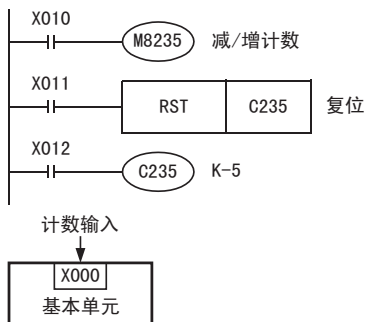 X010
M8235 减/增计数
X011
RST C235 复位
X012
C235 K-5
计数输入
X000
基本单元